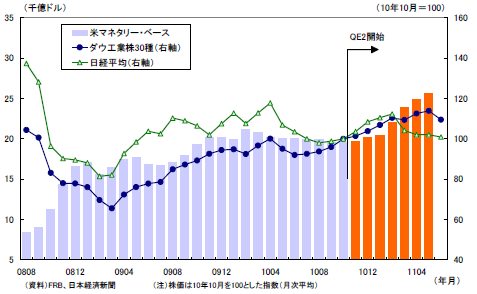 (千億ドル)
(10年10月=100)
35
30
25
20
15
10
5
160
140
120
100
80
60
40
米マネタリー・ベース
ダウ工業株30種(右軸)
日経平均(右軸)
QE2開始
0808
0812
0904
0908
0912
1004
1008
1012
1104
(年月)
(資料)FRB、日本経済新聞
(注)株価は10年10月を100とした指数(月次平均)